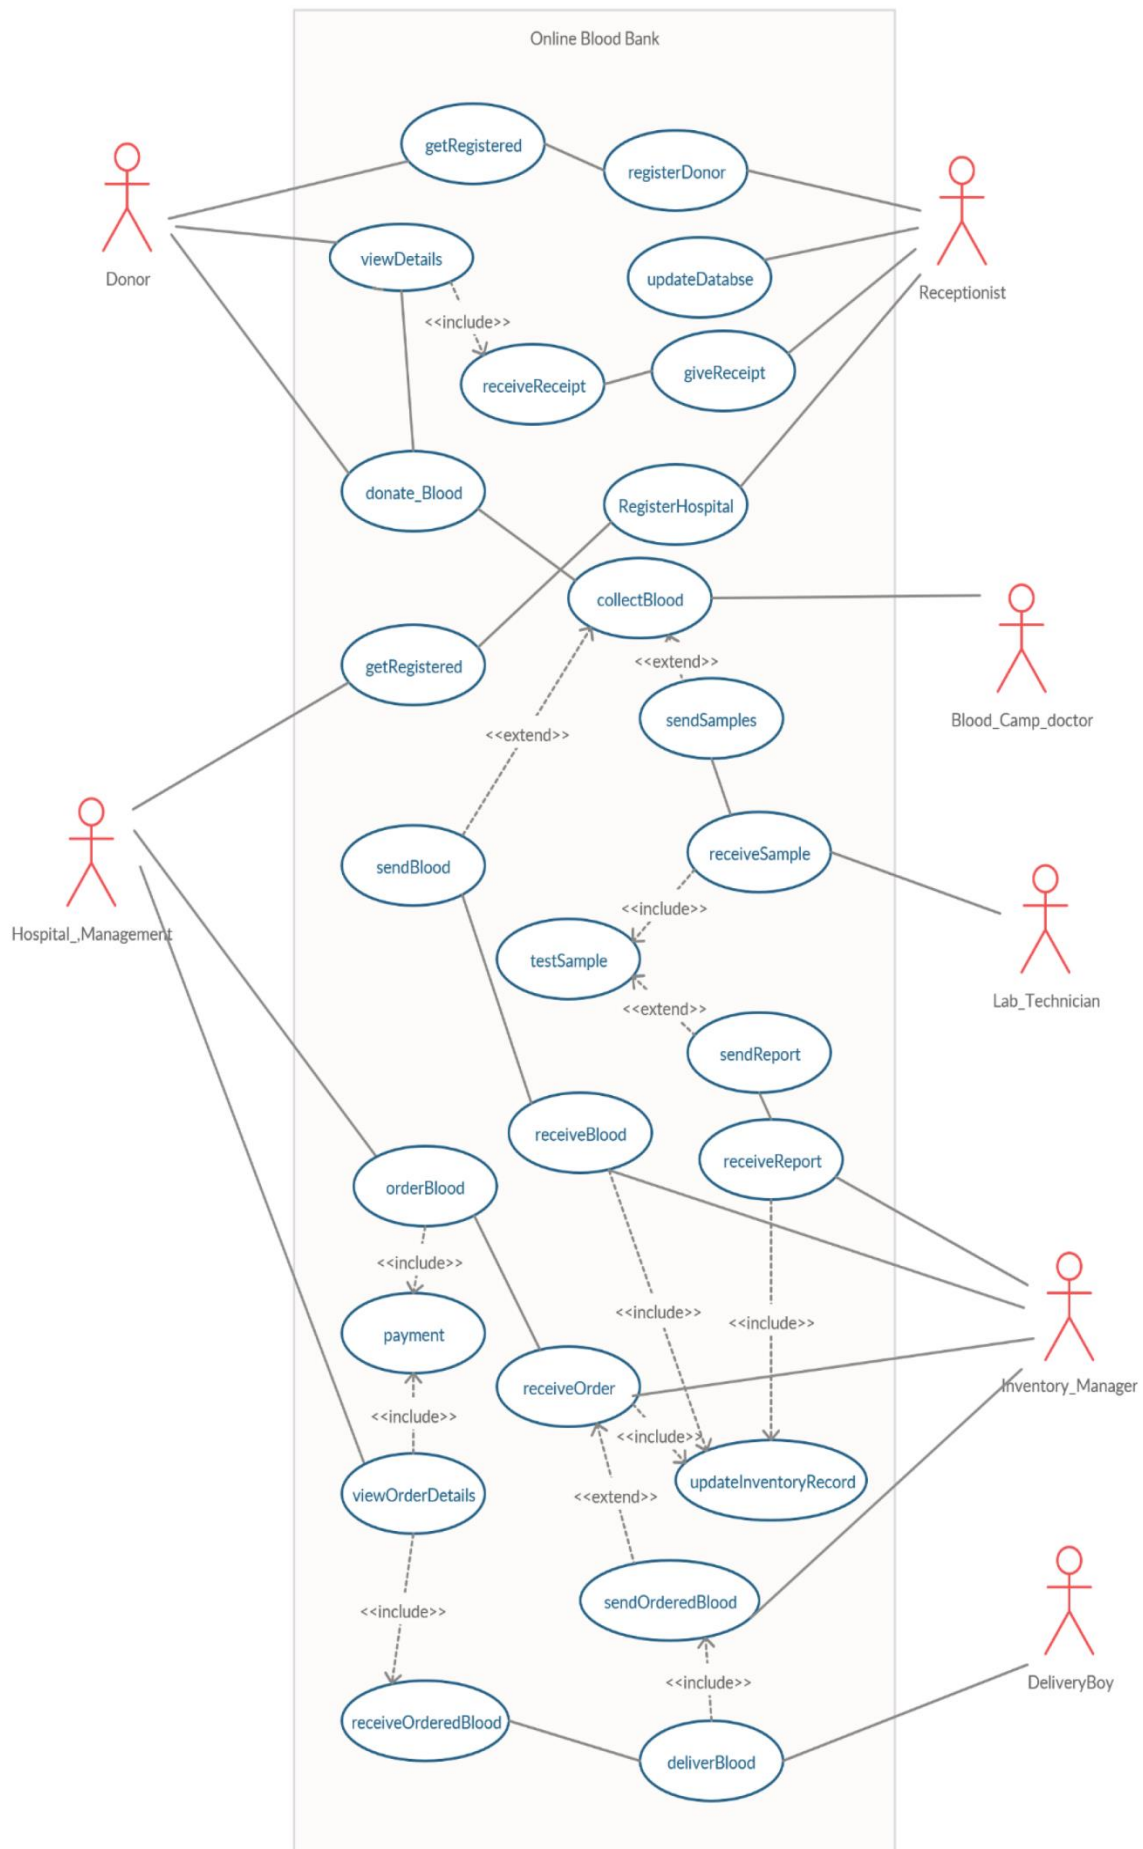 Online Blood Bank
getRegistered
registerDonor
Donor
viewDetails
updateDatabse
Receptionist
<<include>>
receiveReceipt
giveReceipt
donate_Blood
RegisterHospital
collectBlood
getRegistered
<<extend>>
sendSamples
Blood_Camp_doctor
<<extend>>
sendBlood
receiveSample
<<include>>
Hospital_,Management
testSample
Lab_Technician
<<extend>>
sendReport
receiveBlood
receiveReport
orderBlood
<<include>>
<<include>>
<<include>>
payment
receiveOrder
Inventory_Manager
<<include>>
<<include>>
updateInventoryRecord
viewOrderDetails
<<extend>>
sendOrderedBlood
<<include>>
<<include>>
DeliveryBoy
receiveOrderedBlood
deliverBlood